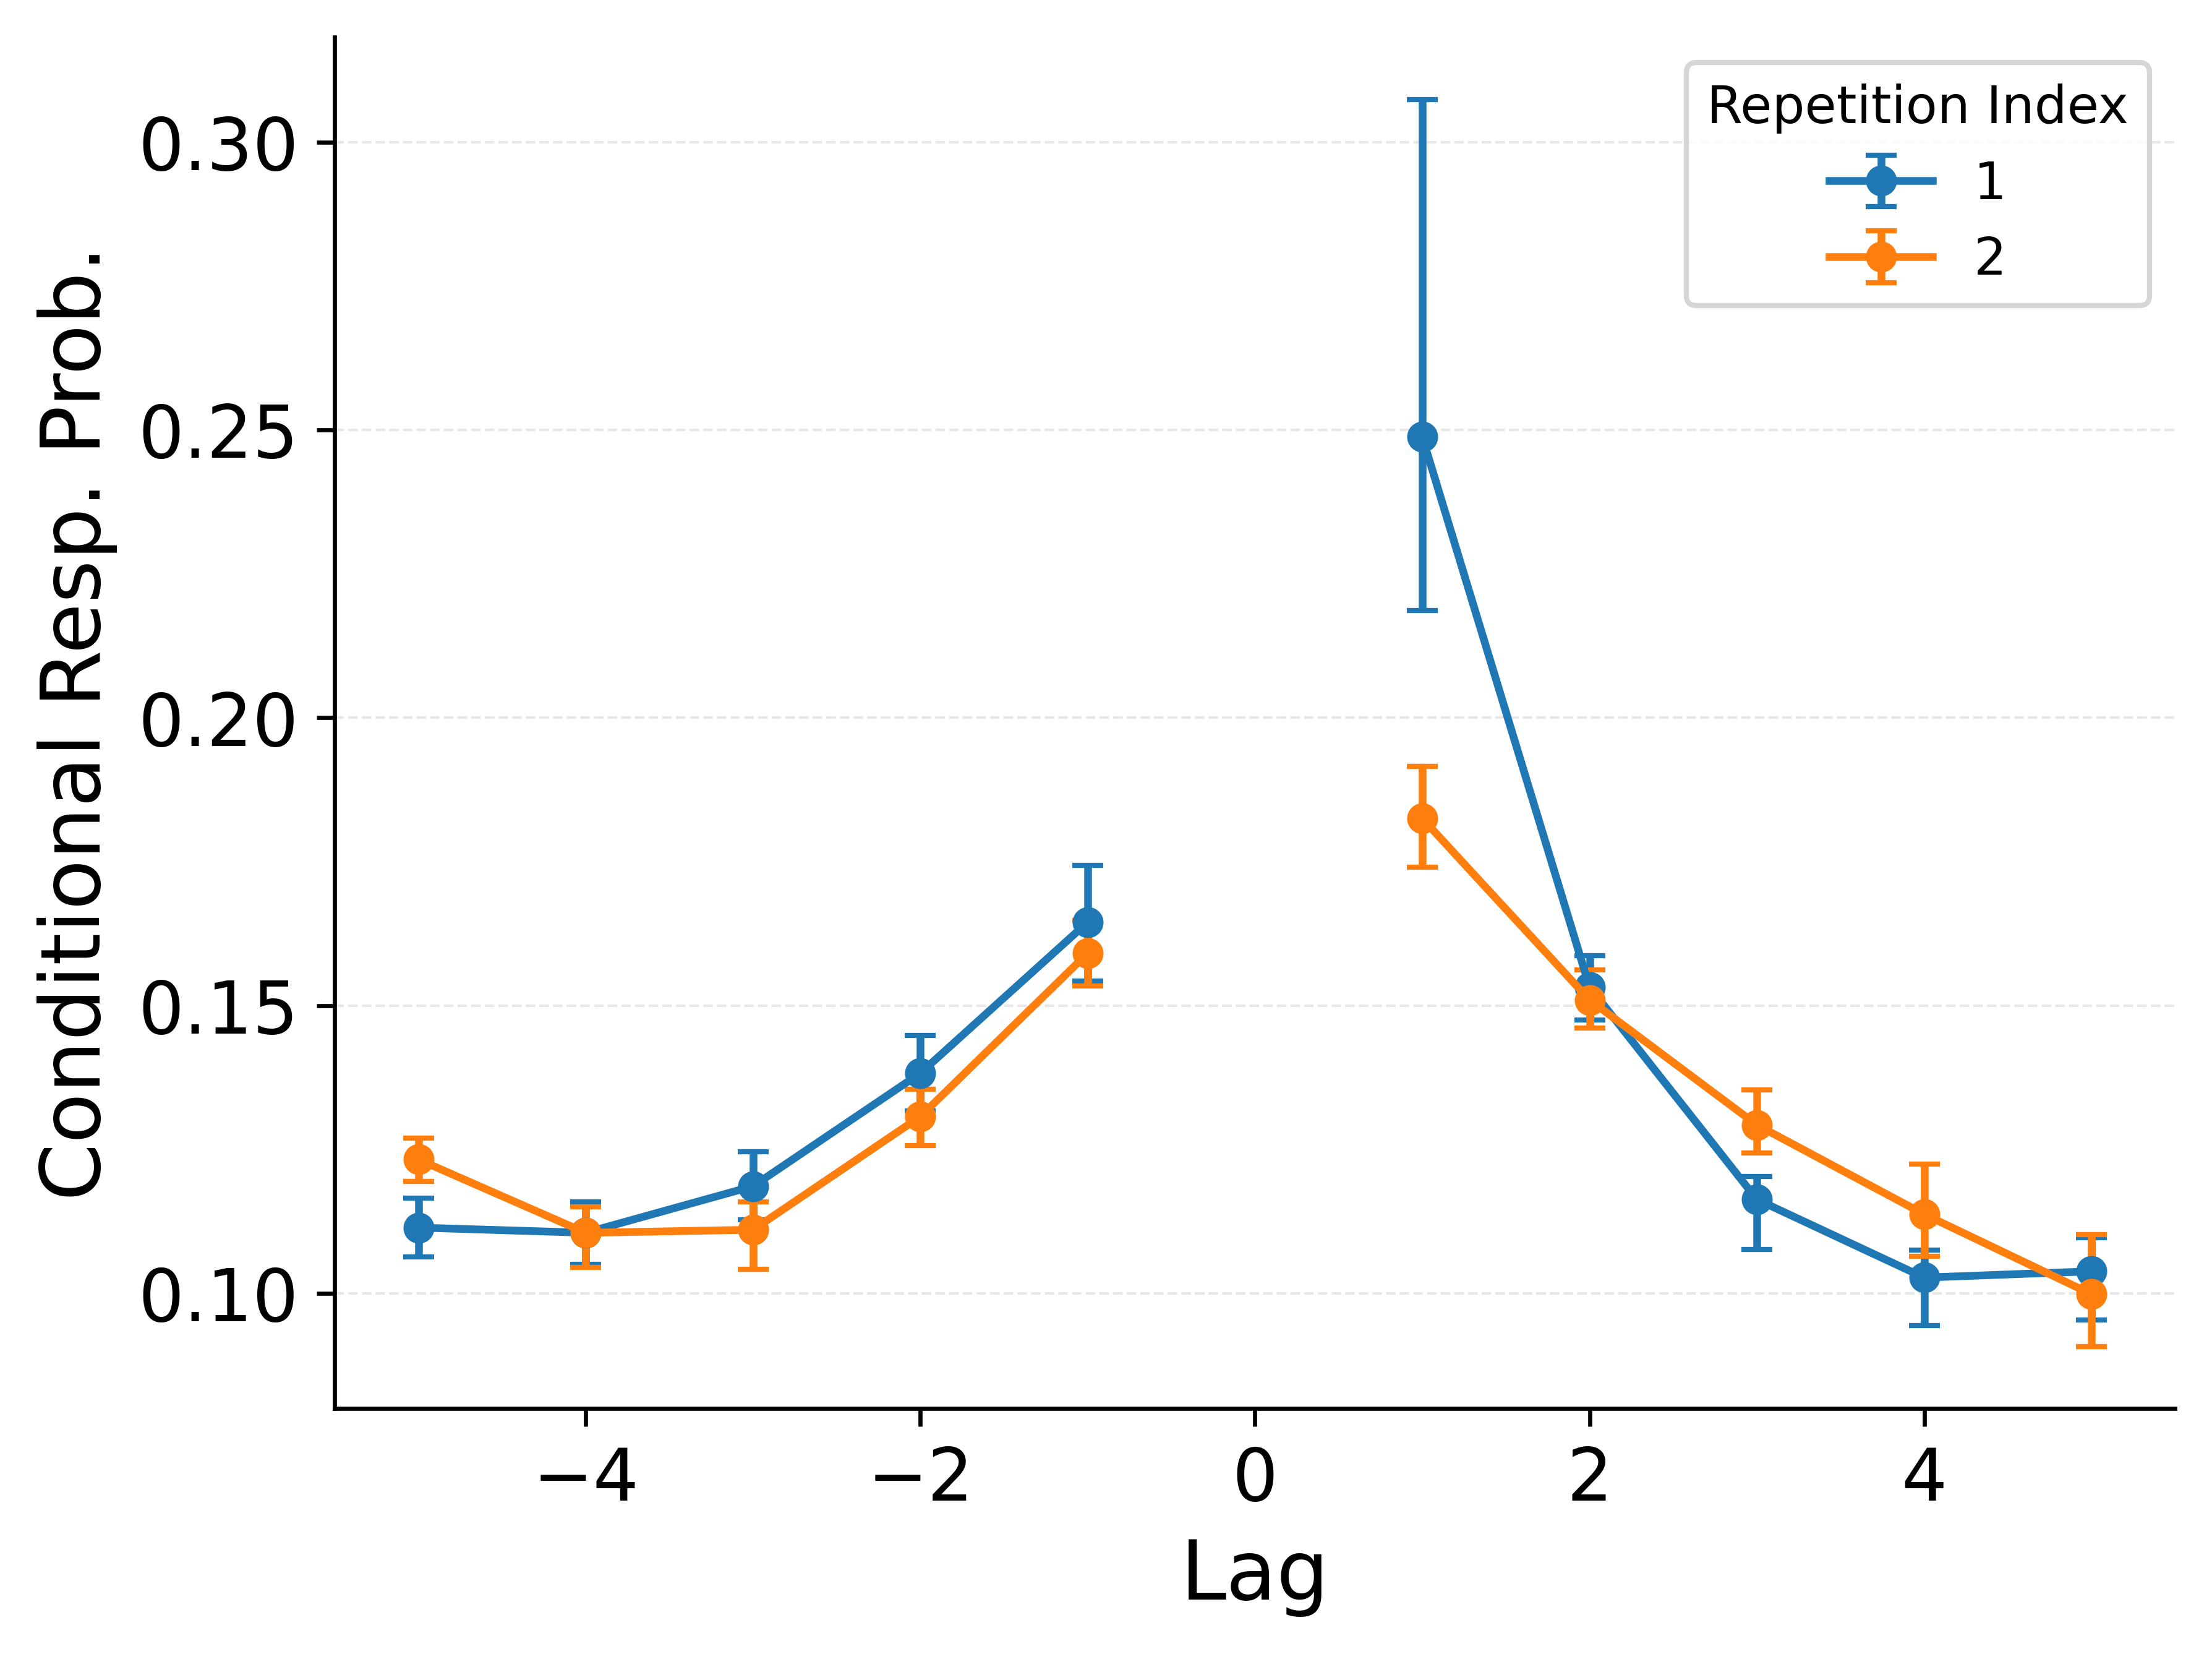 Conditional Resp. Prob.
0.30
0.25
0.20
0.15
0.10
Repetition Index
1
2
−4 −2 0 2 4
Lag